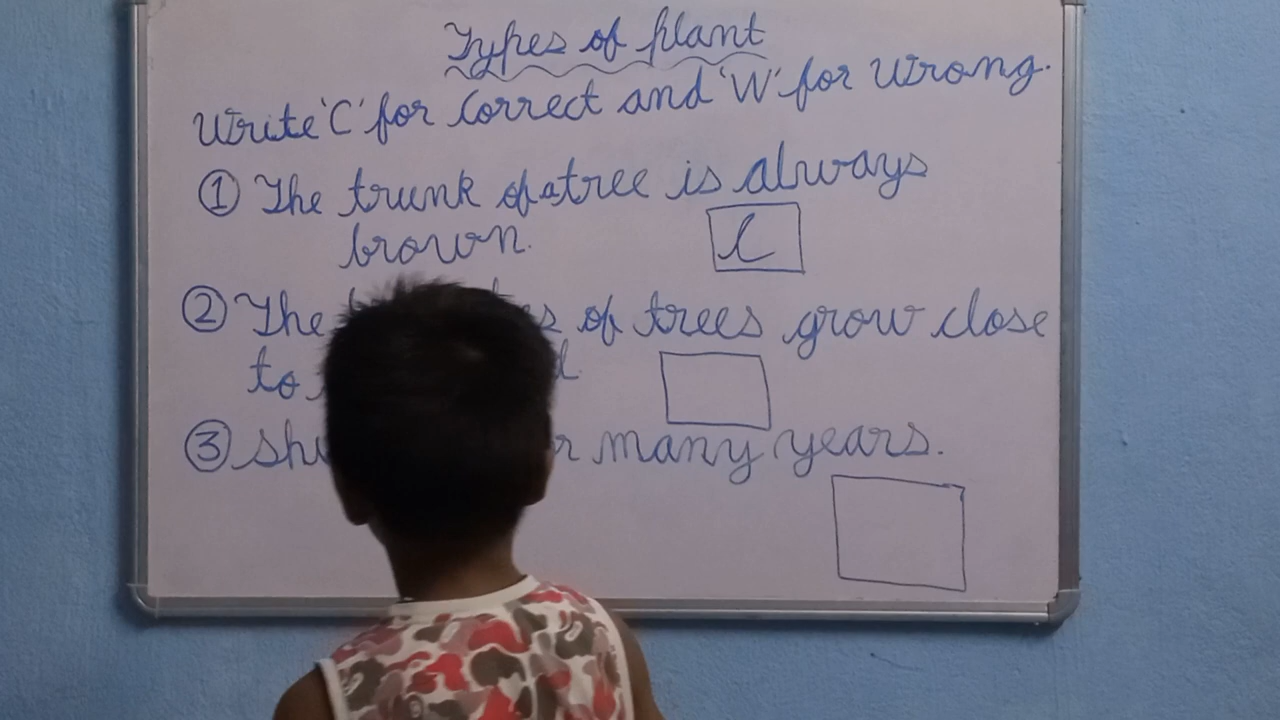 Types of plant
Write 'C' for Correct and 'W' for Wrong.
① The trunk of a tree is always
brown.
C
② The of trees grow close
to
③ many years.